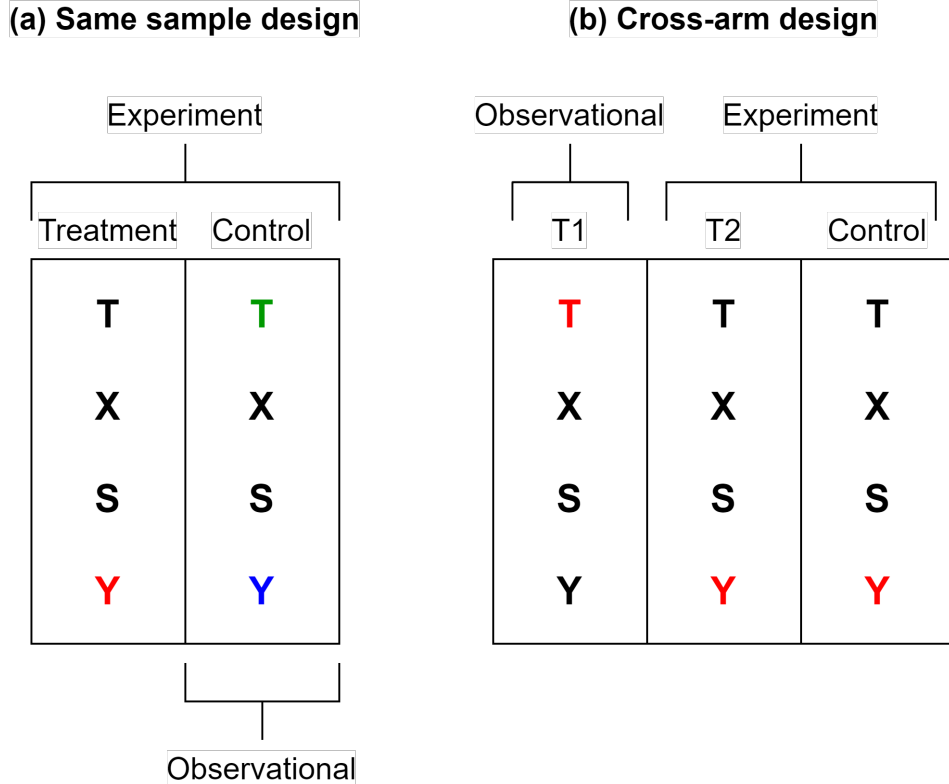 (a) Same sample design
Experiment
Treatment Control
T T
X X
S S
Y Y
Observational
(b) Cross-arm design
Observational Experiment
T1 T2 Control
T T T
X X X
S S S
Y Y Y